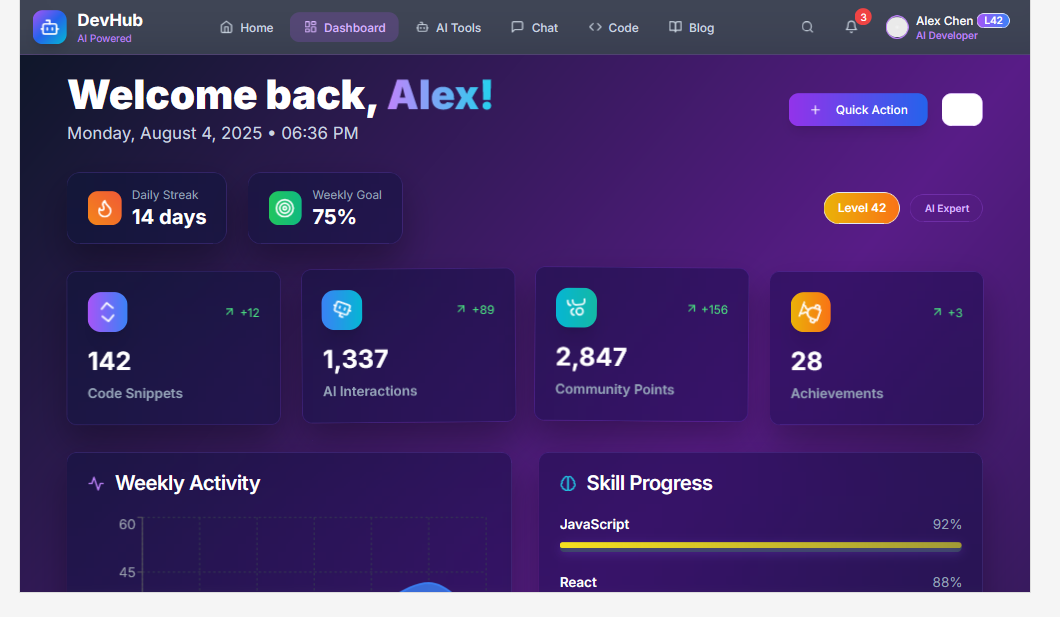 DevHub
AI Powered
Home
Dashboard
AI Tools
Chat
Code
Blog
3
Alex Chen L42
AI Developer
Welcome back, Alex!
Monday, August 4, 2025 • 06:36 PM
Quick Action
Daily Streak
14 days
Weekly Goal
75%
Level 42
AI Expert
+12
142
Code Snippets
+89
1,337
AI Interactions
+156
2,847
Community Points
+3
28
Achievements
Weekly Activity
60
45
Skill Progress
JavaScript 92%
React 88%